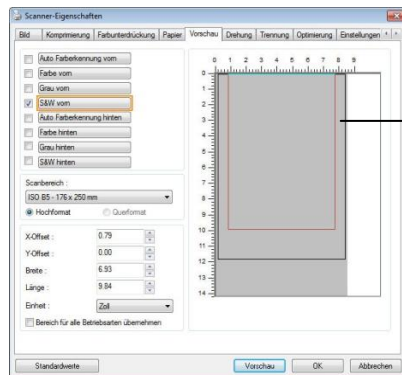 Scanner-Eigenschaften
Bild Komprimierung Farbunterdrückung Papier Vorschau Drehung Trennung Optimierung Einstellungen
Auto Farberkennung vorn
Farbe vorn
Grau vorn
S&W vorn
Auto Farberkennung hinten
Farbe hinten
Grau hinten
S&W hinten
Scanbereich :
ISO B5 - 176 x 250 mm
Hochformat Querformat
X-Offset : 0.79
Y-Offset : 0.00
Breite : 6.93
Länge : 9.84
Einheit : Zoll
Bereich für alle Betriebsarten übernehmen
0 1 2 3 4 5 6 7 8 9
0
1
2
3
4
5
6
7
8
9
10
11
12
13
14
Standardwerte Vorschau OK Abbrechen